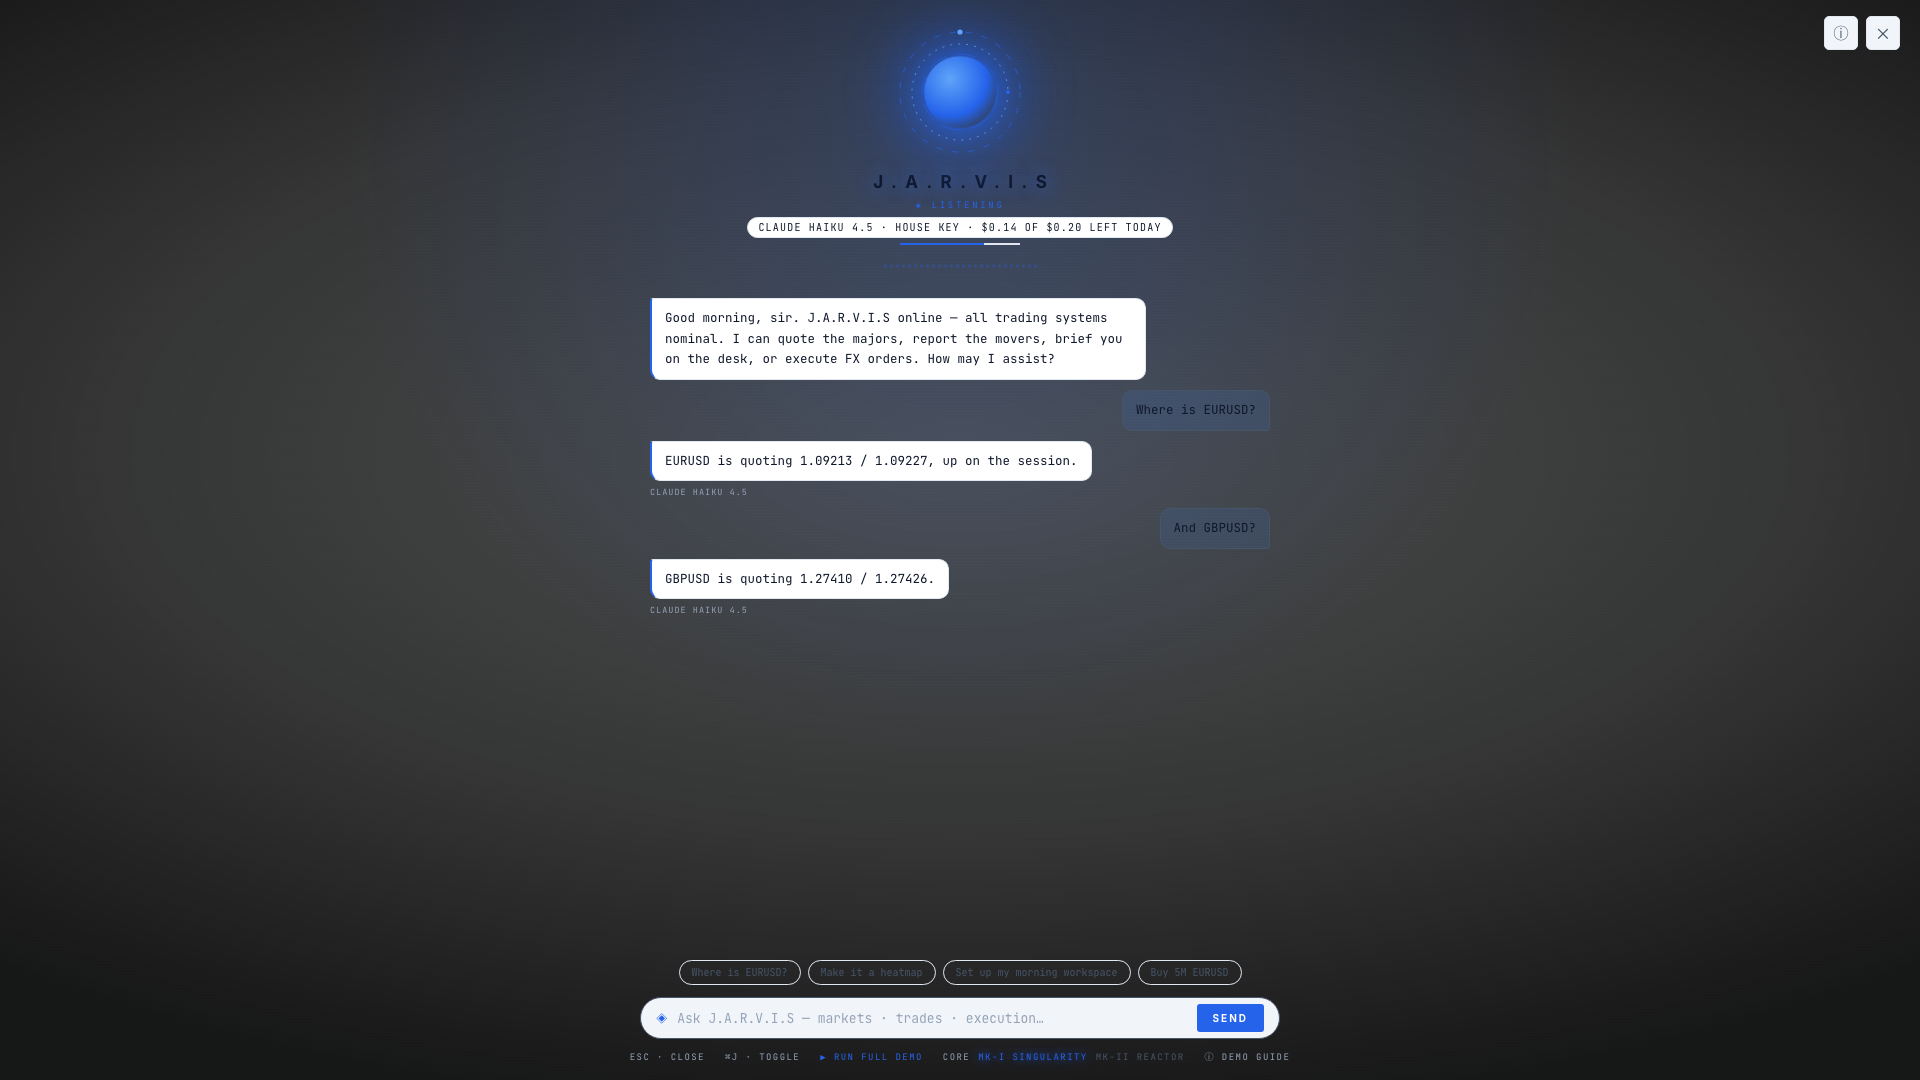 J.A.R.V.I.S
◈ LISTENING
CLAUDE HAIKU 4.5 · HOUSE KEY · $0.14 OF $0.20 LEFT TODAY
Good morning, sir. J.A.R.V.I.S online — all trading systems
nominal. I can quote the majors, report the movers, brief you
on the desk, or execute FX orders. How may I assist?
Where is EURUSD?
EURUSD is quoting 1.09213 / 1.09227, up on the session.
CLAUDE HAIKU 4.5
And GBPUSD?
GBPUSD is quoting 1.27410 / 1.27426.
CLAUDE HAIKU 4.5
Where is EURUSD? Make it a heatmap Set up my morning workspace Buy 5M EURUSD
◈ Ask J.A.R.V.I.S — markets · trades · execution… SEND
ESC · CLOSE ⌘J · TOGGLE ▶ RUN FULL DEMO CORE MK-I SINGULARITY MK-II REACTOR ⓘ DEMO GUIDE